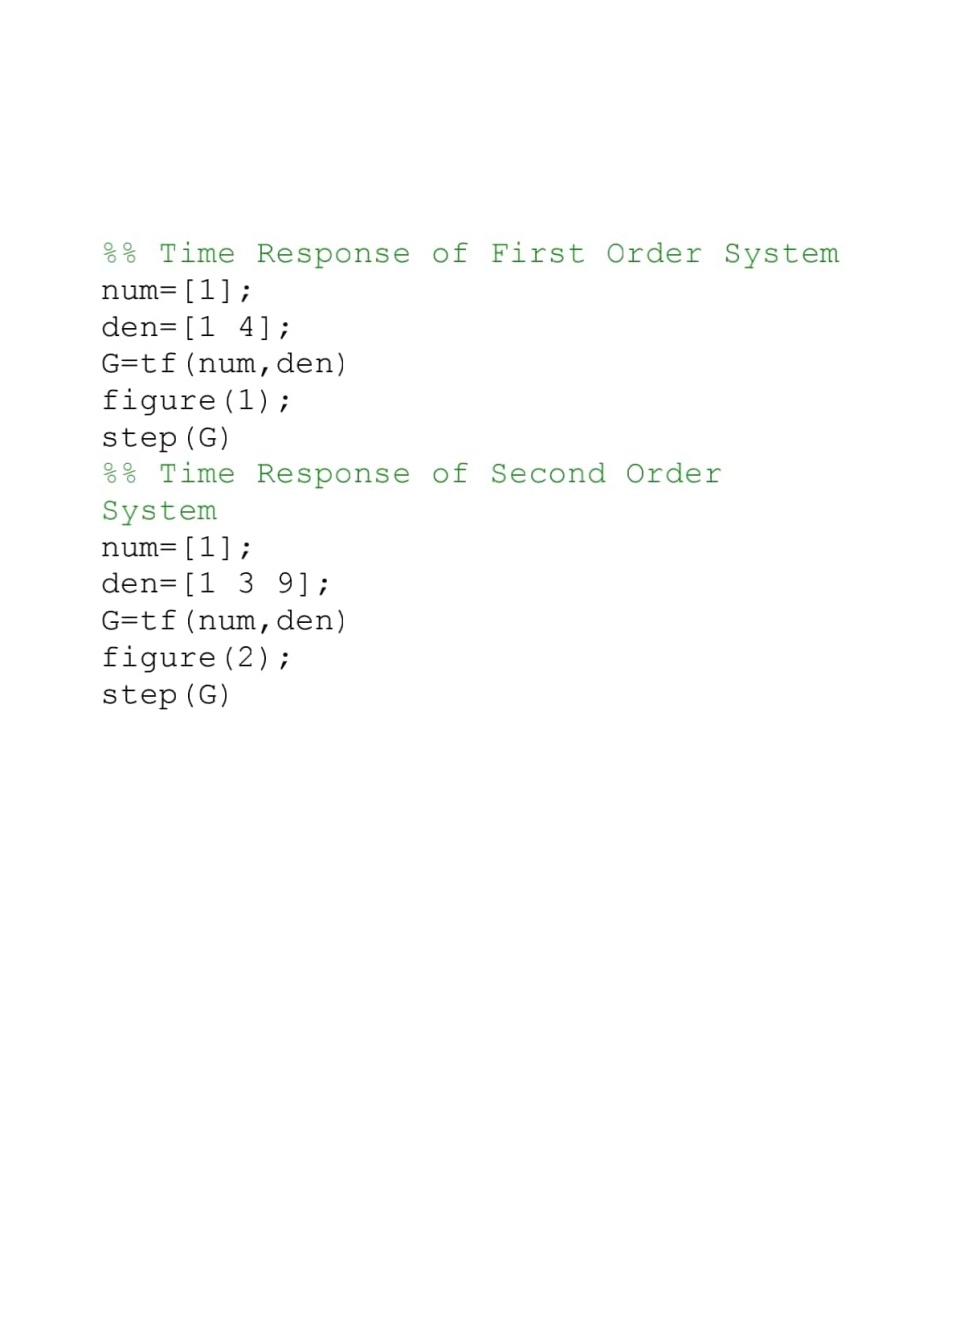 %% Time Response of First Order System
num=[1];
den=[1 4];
G=tf(num,den)
figure(1);
step(G)
%% Time Response of Second Order
System
num=[1];
den=[1 3 9];
G=tf(num,den)
figure(2);
step(G)